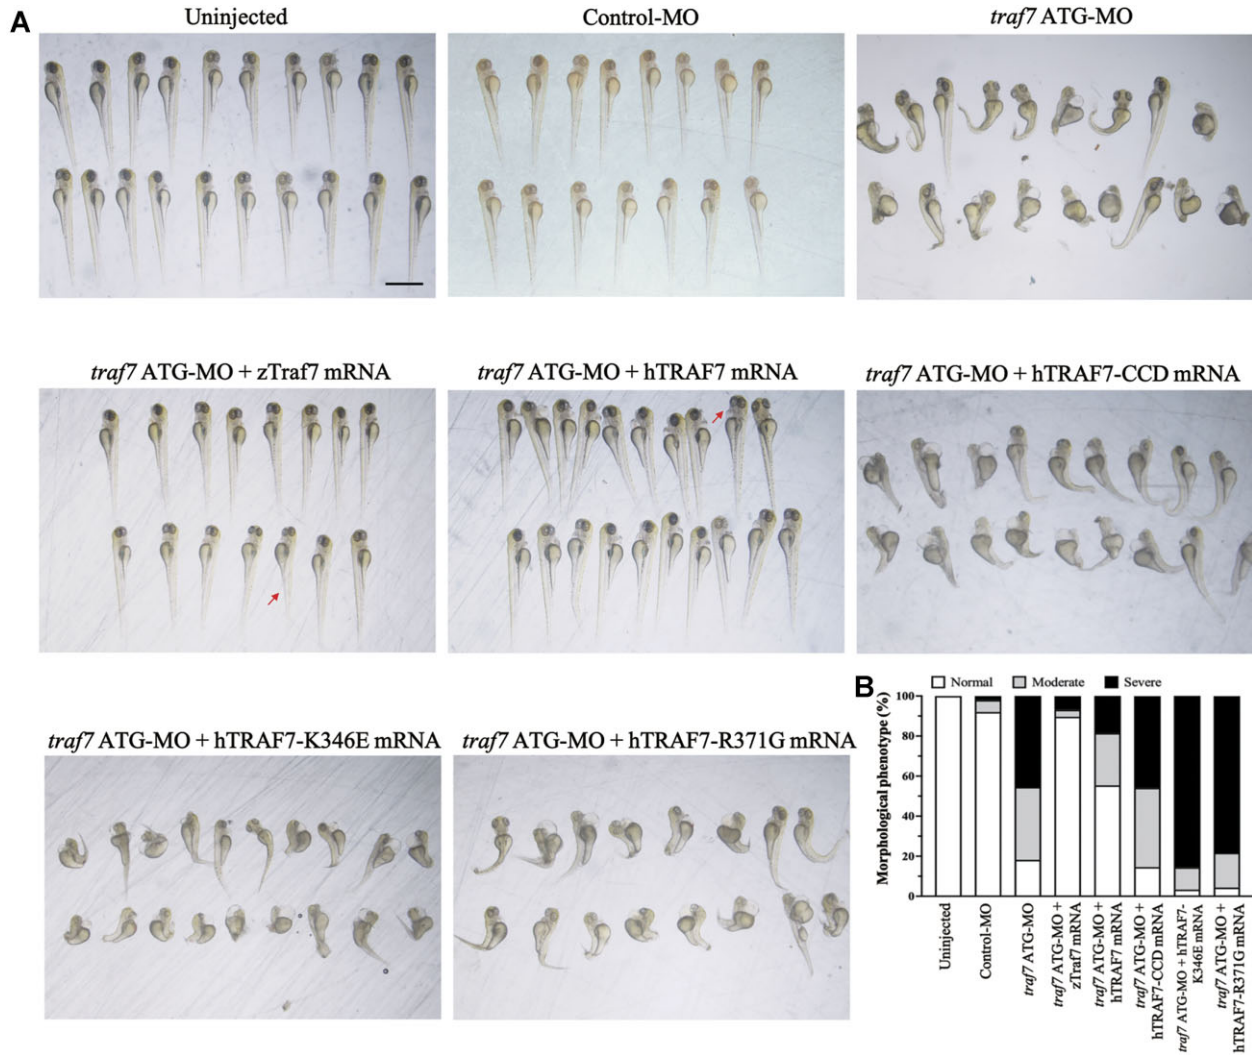 A
Uninjected
Control-MO
traf7 ATG-MO
traf7 ATG-MO + zTraf7 mRNA
traf7 ATG-MO + hTRAF7 mRNA
traf7 ATG-MO + hTRAF7-CCD mRNA
traf7 ATG-MO + hTRAF7-K346E mRNA
traf7 ATG-MO + hTRAF7-R371G mRNA
B
Normal
Moderate
Severe
Morphological phenotype (%)
100
80
60
40
20
0
Uninjected
Control-MO
traf7 ATG-MO
traf7 ATG-MO +
zTraf7 mRNA
traf7 ATG-MO +
hTRAF7 mRNA
traf7 ATG-MO +
hTRAF7-CCD mRNA
traf7 ATG-MO + hTRAF7-
K346E mRNA
traf7 ATG-MO +
hTRAF7-R371G mRNA